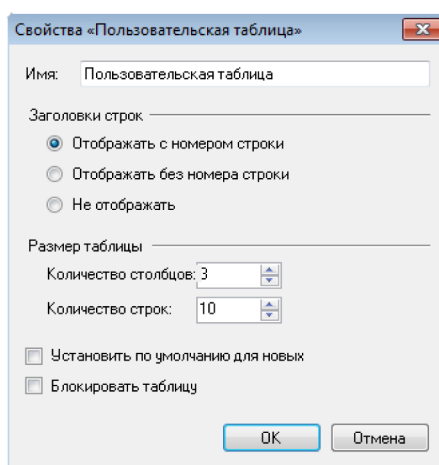 Свойства «Пользовательская таблица»
Имя: Пользовательская таблица
Заголовки строк
Отображать с номером строки
Отображать без номера строки
Не отображать
Размер таблицы
Количество столбцов: 3
Количество строк: 10
Установить по умолчанию для новых
Блокировать таблицу
ОК Отмена